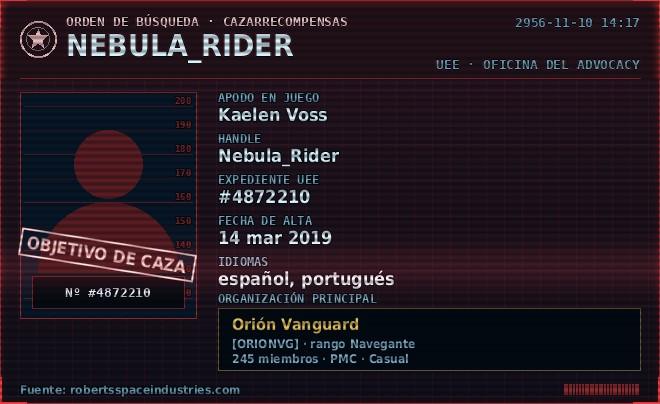 ORDEN DE BÚSQUEDA · CAZARRECOMPENSAS
2956-11-10 14:17
NEBULA_RIDER
UEE · OFICINA DEL ADVOCACY
200
190
180
170
160
150
140
OBJETIVO DE CAZA
Nº #4872210
APODO EN JUEGO
Kaelen Voss
HANDLE
Nebula_Rider
EXPEDIENTE UEE
#4872210
FECHA DE ALTA
14 mar 2019
IDIOMAS
español, portugués
ORGANIZACIÓN PRINCIPAL
Orión Vanguard
[ORIONVG] · rango Navegante
245 miembros · PMC · Casual
Fuente: robertsspaceindustries.com